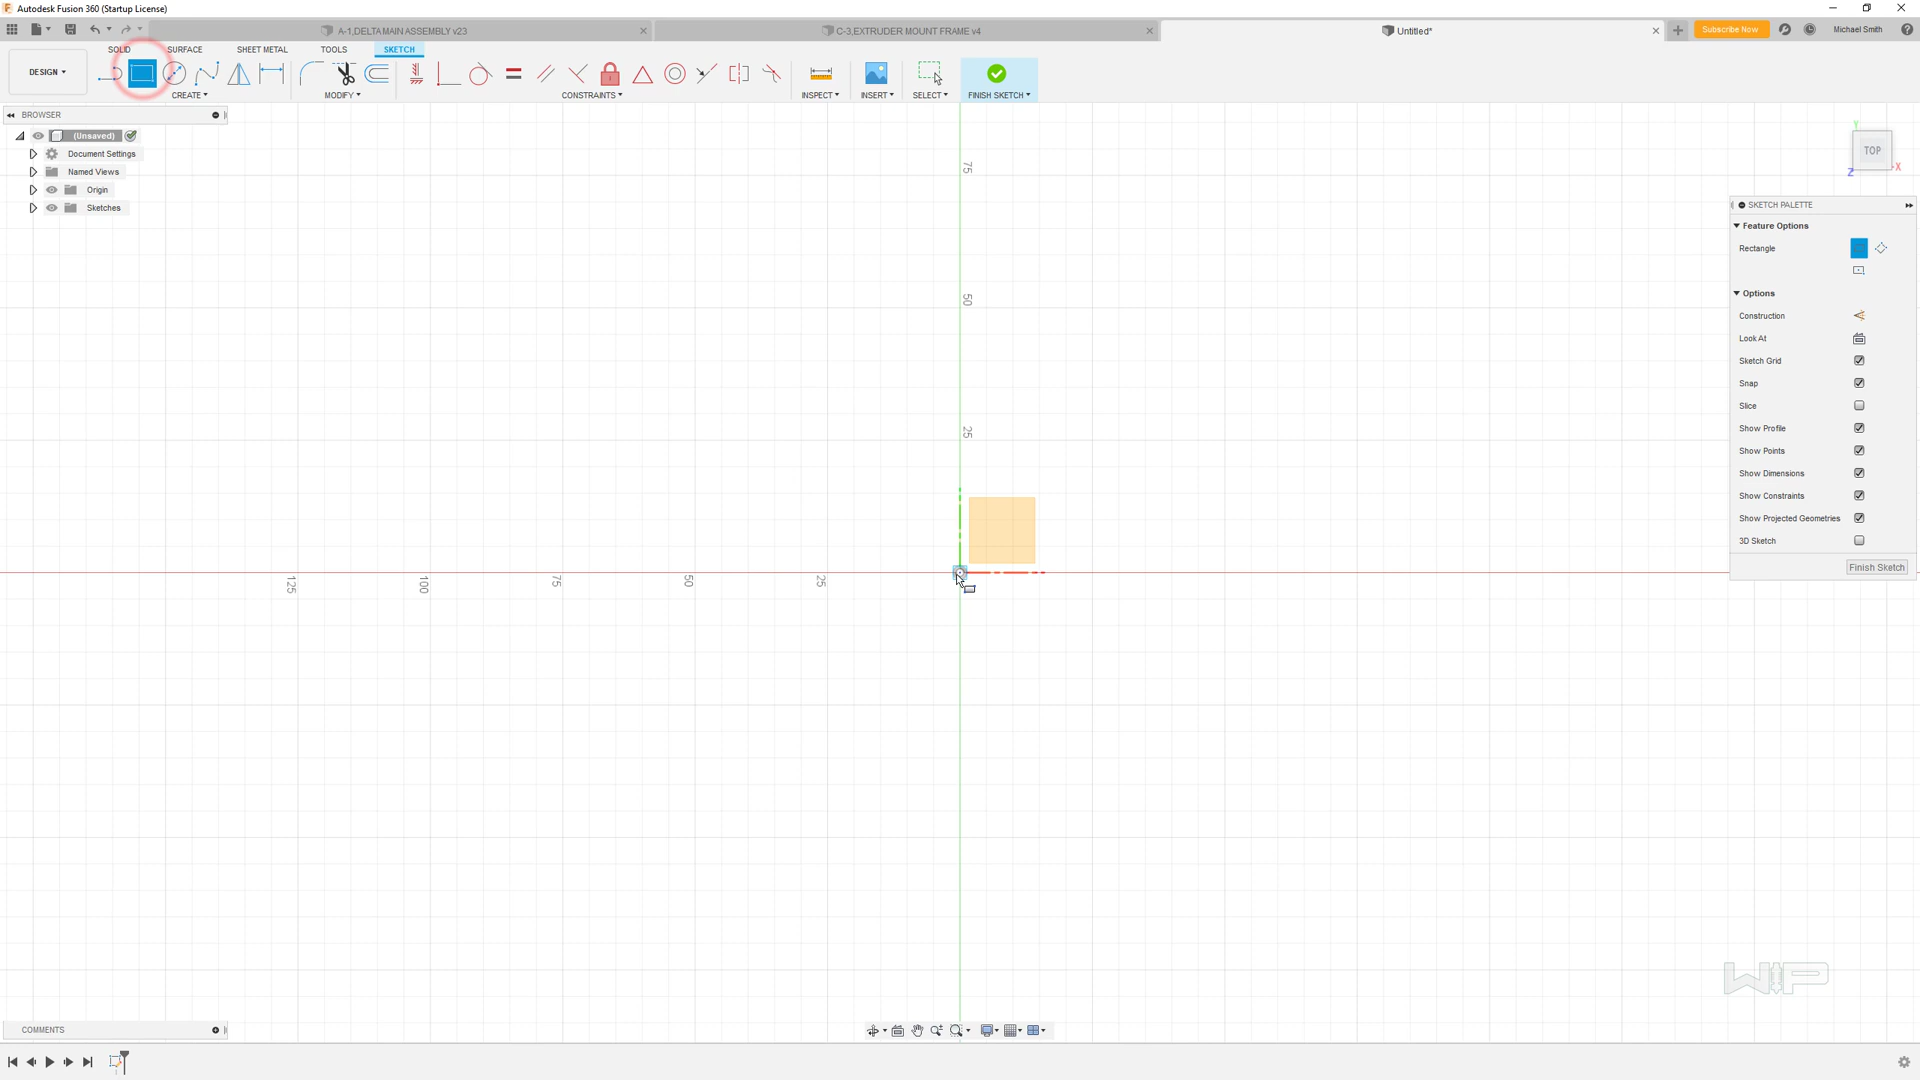 Autodesk Fusion 360 (Startup License)
A-1,DELTA MAIN ASSEMBLY v23
C-3,EXTRUDER MOUNT FRAME v4
Untitled*
Subscribe Now
Michael Smith
SOLID
SURFACE
SHEET METAL
TOOLS
SKETCH
DESIGN
CREATE
MODIFY
CONSTRAINTS
INSPECT
INSERT
SELECT
FINISH SKETCH
BROWSER
(Unsaved)
Document Settings
Named Views
Origin
Sketches
Y
TOP
X
Z
75
50
25
125
100
75
50
25
SKETCH PALETTE
Feature Options
Rectangle
Options
Construction
Look At
Sketch Grid
Snap
Slice
Show Profile
Show Points
Show Dimensions
Show Constraints
Show Projected Geometries
3D Sketch
Finish Sketch
WIP
COMMENTS